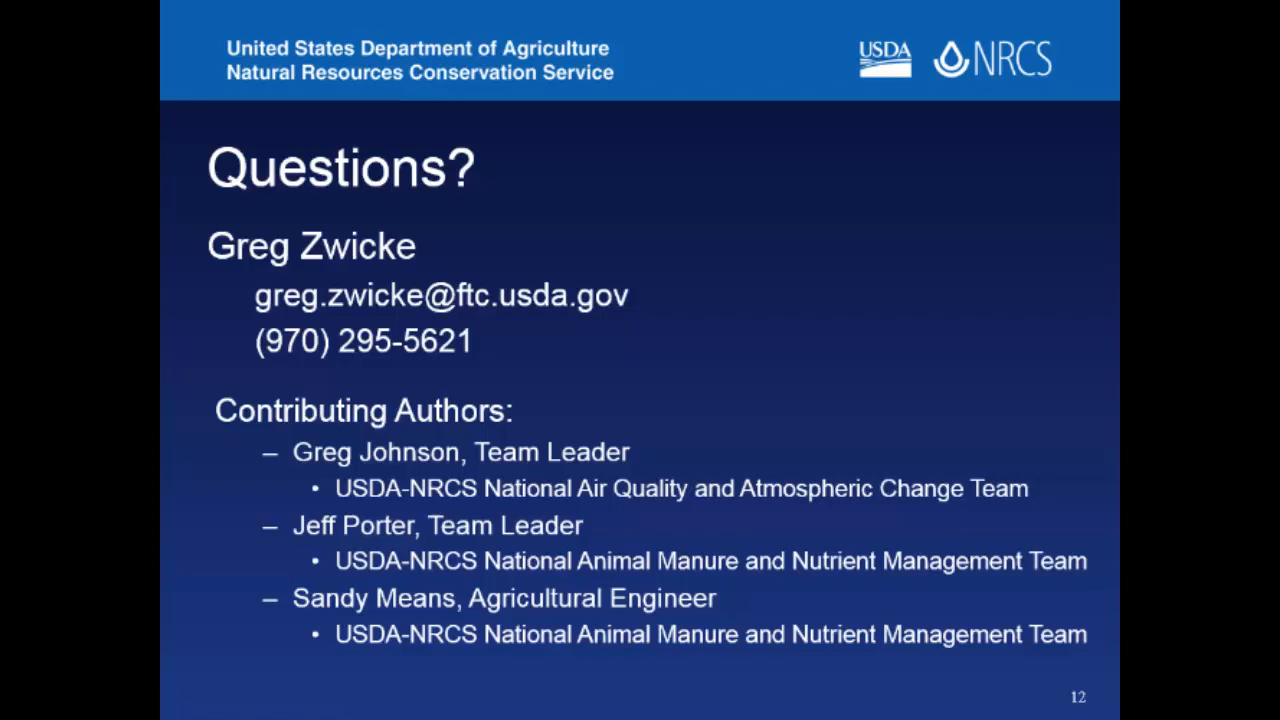 United States Department of Agriculture
Natural Resources Conservation Service
USDA
NRCS
Questions?
Greg Zwicke
greg.zwicke@ftc.usda.gov
(970) 295-5621
Contributing Authors:
– Greg Johnson, Team Leader
• USDA-NRCS National Air Quality and Atmospheric Change Team
– Jeff Porter, Team Leader
• USDA-NRCS National Animal Manure and Nutrient Management Team
– Sandy Means, Agricultural Engineer
• USDA-NRCS National Animal Manure and Nutrient Management Team
12